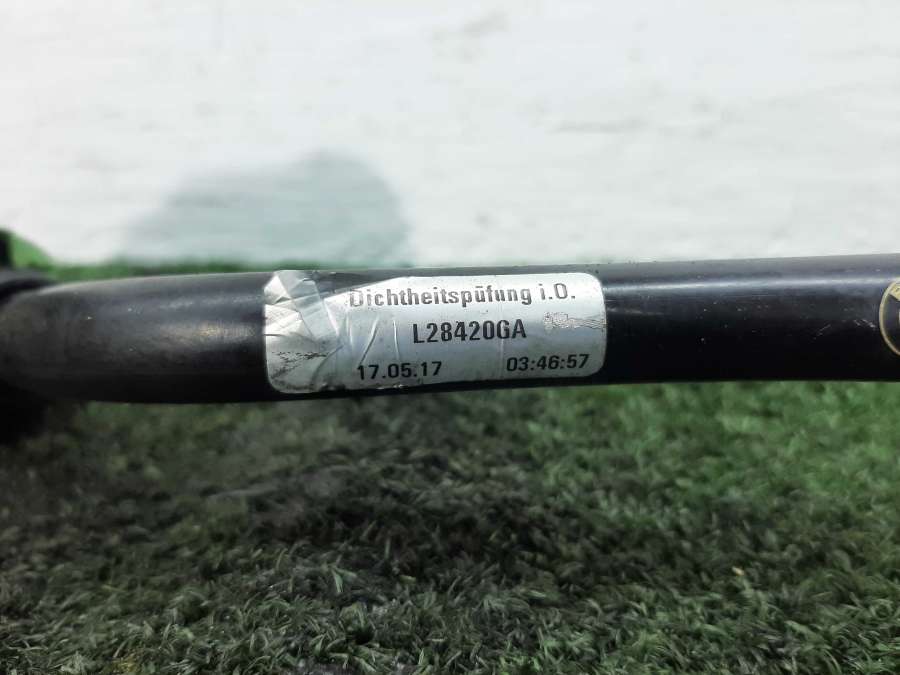 Dichtheitspüfung i.O.
L28420GA
17.05.17 03:46:57